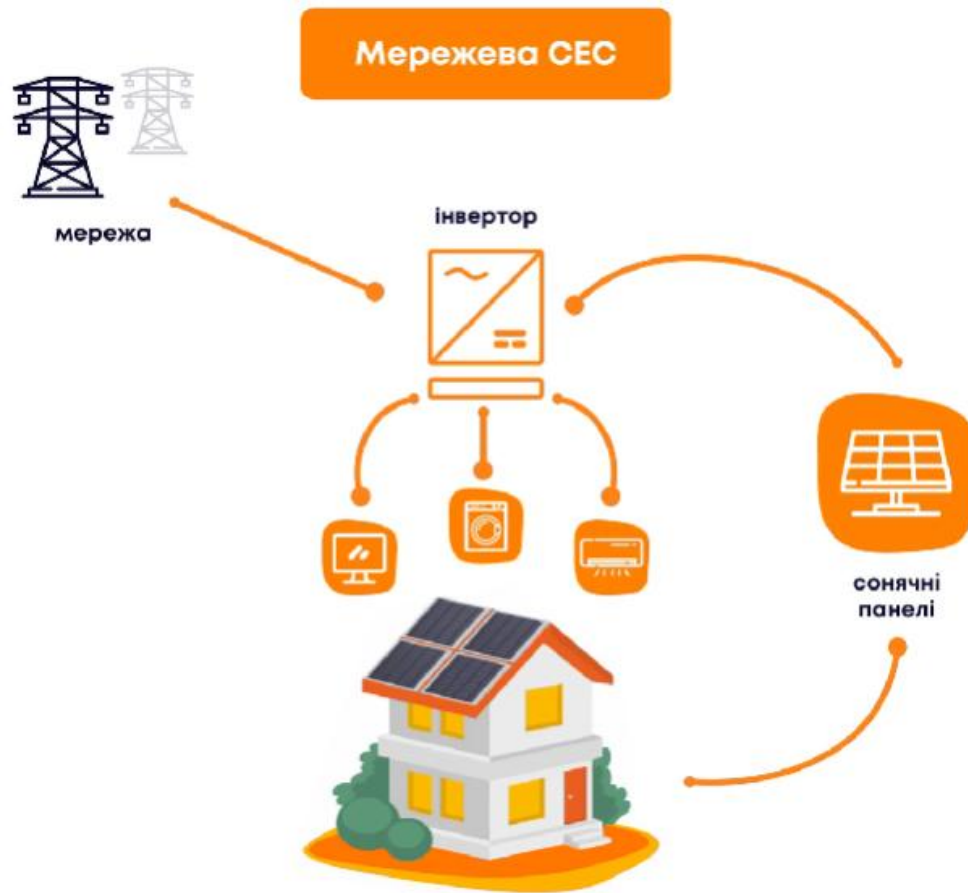 Мережева СЕС
мережа
інвертор
сонячні
панелі